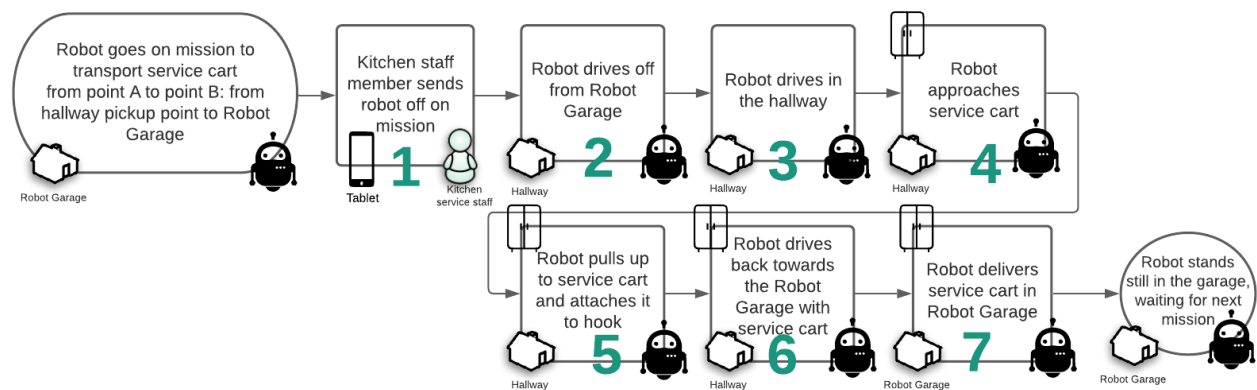 Robot goes on mission to
transport service cart
from point A to point B: from
hallway pickup point to Robot
Garage
Robot Garage
Kitchen staff
member sends
robot off on
mission
1
Tablet
Kitchen
service staff
Robot drives off
from Robot
Garage
2
Hallway
Robot drives in
the hallway
3
Hallway
Robot
approaches
service cart
4
Hallway
Robot pulls up
to service cart
and attaches it
to hook
5
Hallway
Robot drives
back towards
the Robot
Garage with
service cart
6
Hallway
Robot delivers
service cart in
Robot Garage
7
Robot Garage
Robot stands
still in the garage,
waiting for next
mission
Robot Garage